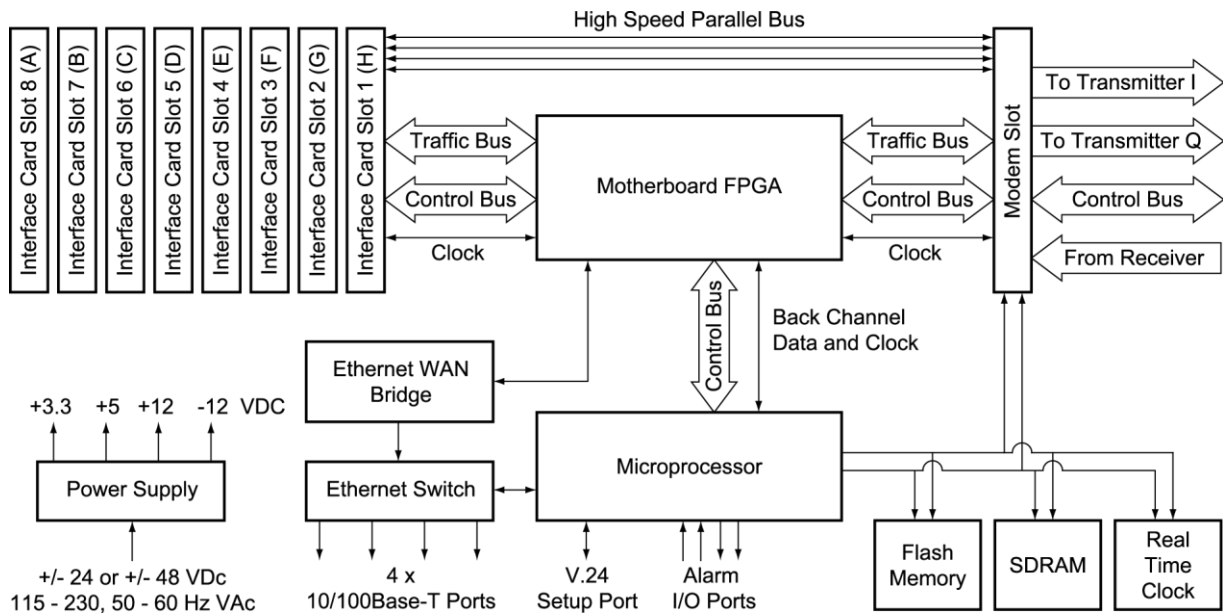 High Speed Parallel Bus
Interface Card Slot 8 (A)
Interface Card Slot 7 (B)
Interface Card Slot 6 (C)
Interface Card Slot 5 (D)
Interface Card Slot 4 (E)
Interface Card Slot 3 (F)
Interface Card Slot 2 (G)
Interface Card Slot 1 (H)
Traffic Bus
Control Bus
Clock
Motherboard FPGA
Traffic Bus
Control Bus
Clock
Modem Slot
To Transmitter I
To Transmitter Q
Control Bus
From Receiver
Control Bus
Back Channel
Data and Clock
Ethernet WAN
Bridge
+3.3 +5 +12 -12 VDC
Power Supply
+/- 24 or +/- 48 VDc
115 - 230, 50 - 60 Hz VAc
Ethernet Switch
4 x
10/100Base-T Ports
Microprocessor
V.24
Setup Port
Alarm
I/O Ports
Flash
Memory
SDRAM
Real
Time
Clock